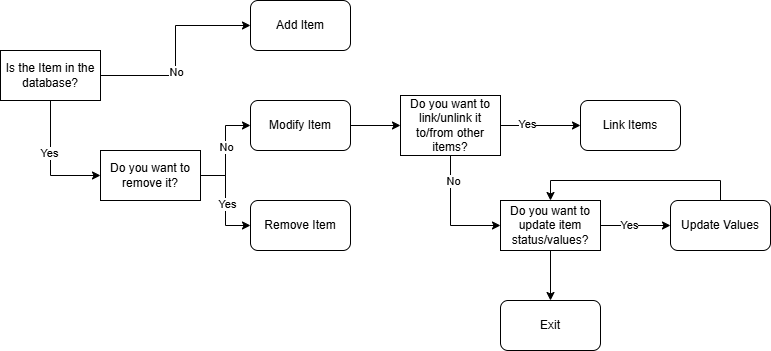 Add Item
Is the Item in the
database?
No
Do you want to
link/unlink it
to/from other
items?
Modify Item
Yes
Link Items
Yes
No
Do you want to
remove it?
No
Yes
Remove Item
Do you want to
update item
status/values?
Yes
Update Values
Exit